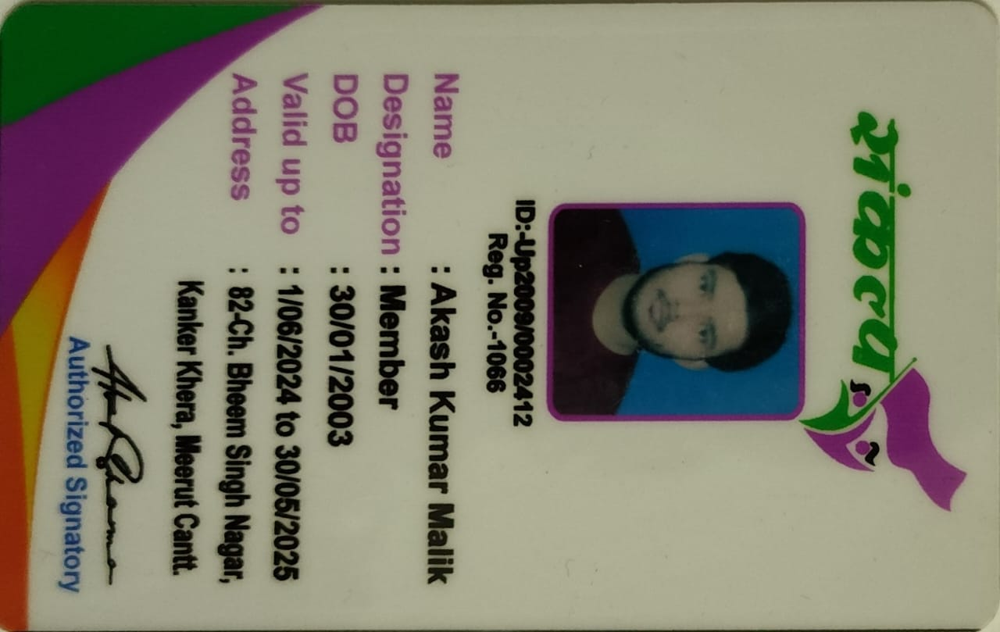 ID:-Up2009/0002412
Reg. No.-1066
Name : Akash Kumar Malik
Designation : Member
DOB : 30/01/2003
Valid up to : 1/06/2024 to 30/05/2025
Address : 82-Ch. Bheem Singh Nagar,
Kanker Khera, Meerut Cantt.
Authorized Signatory